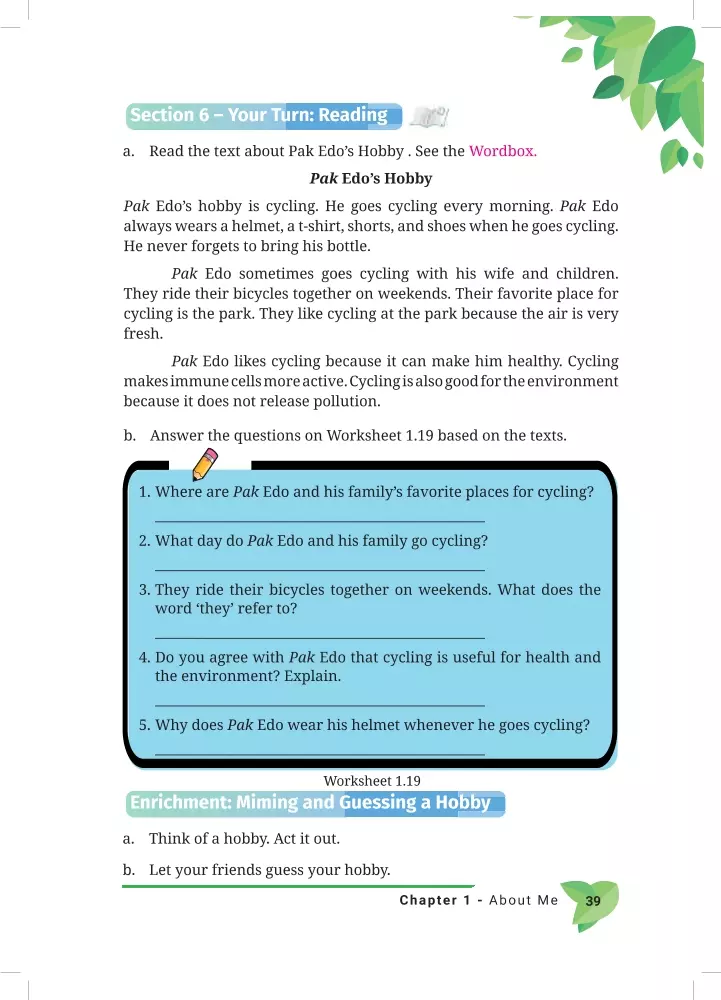 Section 6 – Your Turn: Reading
a. Read the text about Pak Edo’s Hobby . See the Wordbox.
Pak Edo’s Hobby
Pak Edo’s hobby is cycling. He goes cycling every morning. Pak Edo
always wears a helmet, a t-shirt, shorts, and shoes when he goes cycling.
He never forgets to bring his bottle.
Pak Edo sometimes goes cycling with his wife and children.
They ride their bicycles together on weekends. Their favorite place for
cycling is the park. They like cycling at the park because the air is very
fresh.
Pak Edo likes cycling because it can make him healthy. Cycling
makes immune cells more active. Cycling is also good for the environment
because it does not release pollution.
b. Answer the questions on Worksheet 1.19 based on the texts.
1. Where are Pak Edo and his family’s favorite places for cycling?
2. What day do Pak Edo and his family go cycling?
3. They ride their bicycles together on weekends. What does the
word ‘they’ refer to?
4. Do you agree with Pak Edo that cycling is useful for health and
the environment? Explain.
5. Why does Pak Edo wear his helmet whenever he goes cycling?
Worksheet 1.19
Enrichment: Miming and Guessing a Hobby
a. Think of a hobby. Act it out.
b. Let your friends guess your hobby.
Chapter 1 - About Me 39